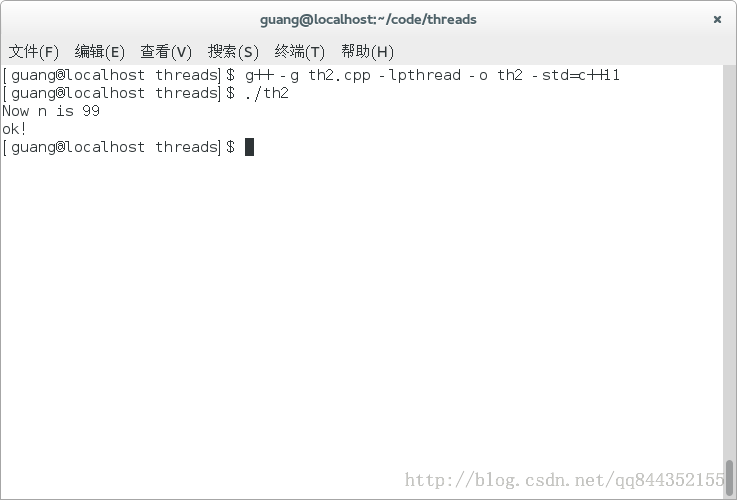 guang@localhost:~/code/threads
文件(F) 编辑(E) 查看(V) 搜索(S) 终端(T) 帮助(H)
[guang@localhost threads]$ g++ -g th2.cpp -lpthread -o th2 -std=c++11
[guang@localhost threads]$ ./th2
Now n is 99
ok!
[guang@localhost threads]$
http://blog.csdn.net/qq844352155